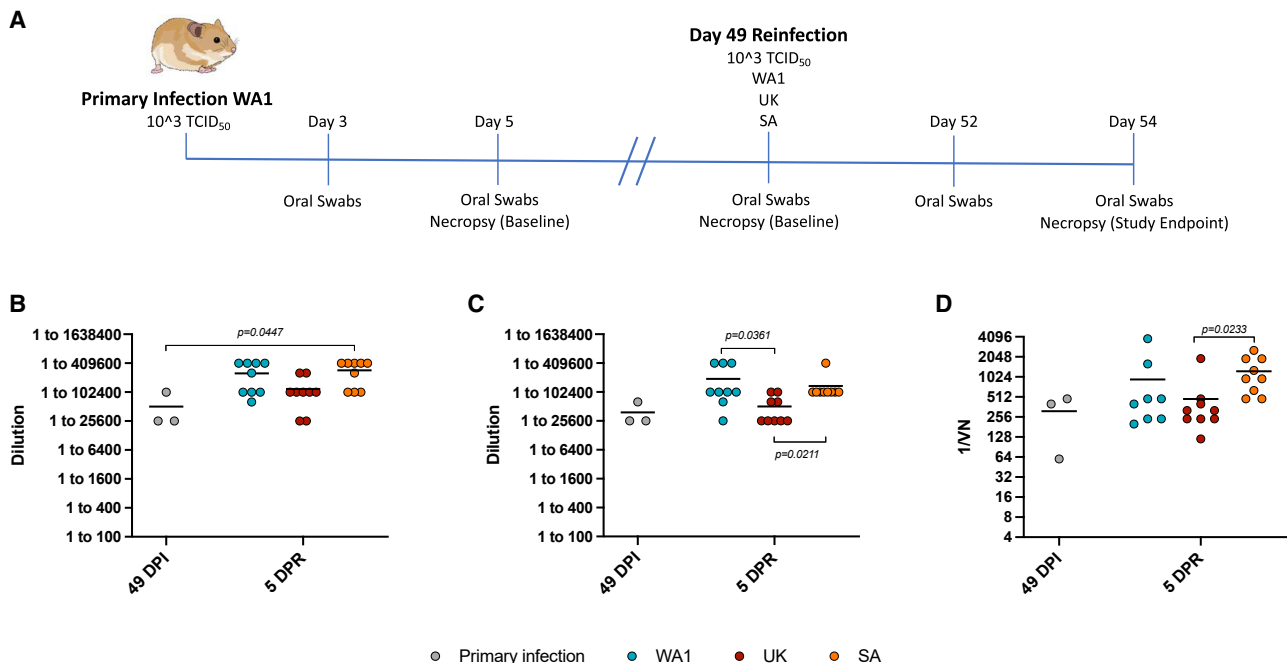 A
Primary Infection WA1
10^3 TCID50
Day 3
Day 5
Day 49 Reinfection
10^3 TCID50
WA1
UK
SA
Day 52
Day 54
Oral Swabs
Oral Swabs
Necropsy (Baseline)
Oral Swabs
Necropsy (Baseline)
Oral Swabs
Oral Swabs
Necropsy (Study Endpoint)
B
Dilution
1 to 1638400
1 to 409600
1 to 102400
1 to 25600
1 to 6400
1 to 1600
1 to 400
1 to 100
p=0.0447
49 DPI
5 DPR
C
Dilution
1 to 1638400
1 to 409600
1 to 102400
1 to 25600
1 to 6400
1 to 1600
1 to 400
1 to 100
p=0.0361
p=0.0211
49 DPI
5 DPR
D
1/VN
4096
2048
1024
512
256
128
64
32
16
8
4
p=0.0233
49 DPI
5 DPR
Primary infection
WA1
UK
SA